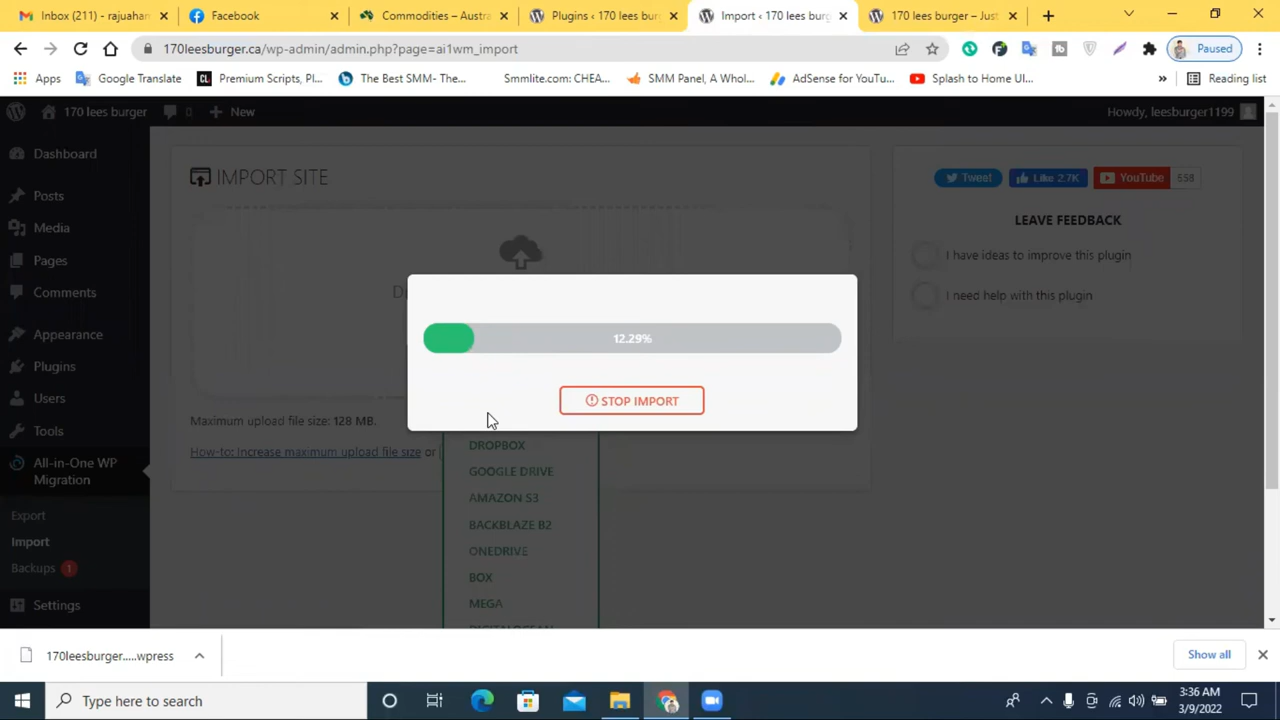 Inbox (211) – rajuahan
Facebook
Commodities – Austra
Plugins < 170 lees bur
Import < 170 lees burg
170 lees burger – Just
170leesburger.ca/wp-admin/admin.php?page=ai1wm_import
Paused
Apps
Google Translate
Premium Scripts, Pl...
The Best SMM- The...
Smmlite.com: CHEA...
SMM Panel, A Whol...
AdSense for YouTu...
Splash to Home UI...
»
Reading list
170 lees burger
0
New
Howdy, leesburger1199
Dashboard
Posts
Media
Pages
Comments
Appearance
Plugins
Users
Tools
All-in-One WP
Migration
Export
Import
Backups 1
Settings
IMPORT SITE
12.29%
STOP IMPORT
Maximum upload file size: 128 MB.
How-to: Increase maximum upload file size or
DROPBOX
GOOGLE DRIVE
AMAZON S3
BACKBLAZE B2
ONEDRIVE
BOX
MEGA
DIGITALOCEAN
Tweet
Like 2.7K
YouTube
558
LEAVE FEEDBACK
I have ideas to improve this plugin
I need help with this plugin
170leesburger.....wpress
Show all
Type here to search
3:36 AM
3/9/2022